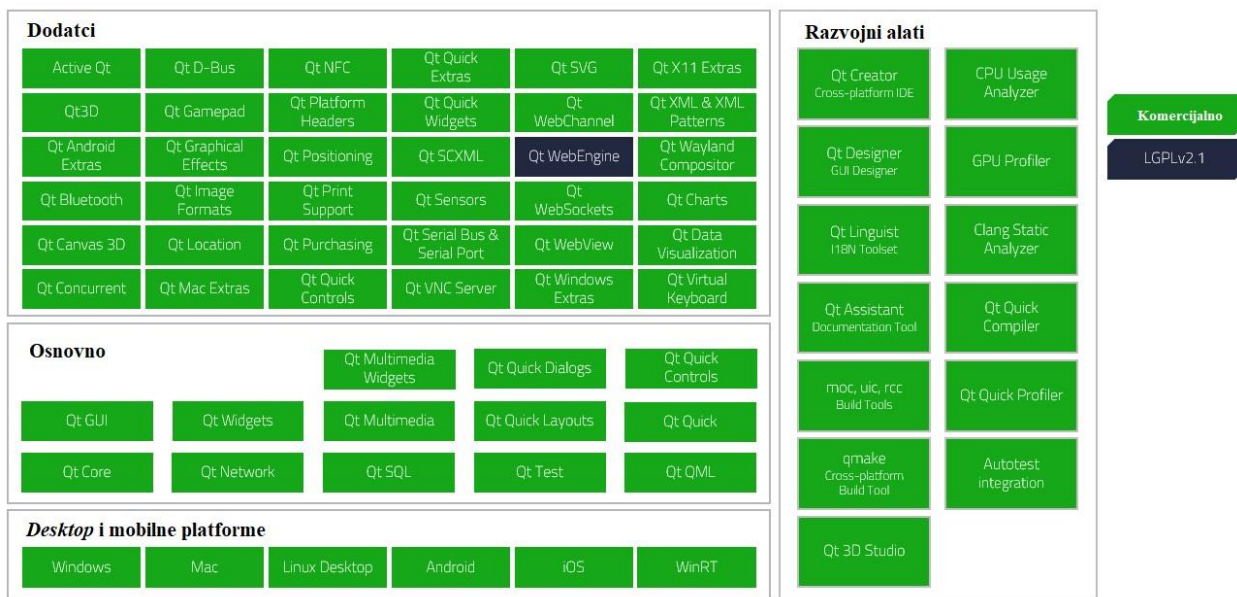 Dodatci
Active Qt
Qt D-Bus
Qt NFC
Qt Quick
Extras
Qt SVG
Qt X11 Extras
Qt3D
Qt Gamepad
Qt Platform
Headers
Qt Quick
Widgets
Qt
WebChannel
Qt XML & XML
Patterns
Qt Android
Extras
Qt Graphical
Effects
Qt Positioning
Qt SCXML
Qt WebEngine
Qt Wayland
Compositor
Qt Bluetooth
Qt Image
Formats
Qt Print
Support
Qt Sensors
Qt
WebSockets
Qt Charts
Qt Canvas 3D
Qt Location
Qt Purchasing
Qt Serial Bus &
Serial Port
Qt WebView
Qt Data
Visualization
Qt Concurrent
Qt Mac Extras
Qt Quick
Controls
Qt VNC Server
Qt Windows
Extras
Qt Virtual
Keyboard
Osnovno
Qt Multimedia
Widgets
Qt Quick Dialogs
Qt Quick
Controls
Qt GUI
Qt Widgets
Qt Multimedia
Qt Quick Layouts
Qt Quick
Qt Core
Qt Network
Qt SQL
Qt Test
Qt QML
Desktop i mobilne platforme
Windows
Mac
Linux Desktop
Android
iOS
WinRT
Razvojni alati
Qt Creator
Cross-platform IDE
CPU Usage
Analyzer
Qt Designer
GUI Designer
GPU Profiler
Qt Linguist
I18N Toolset
Clang Static
Analyzer
Qt Assistant
Documentation Tool
Qt Quick
Compiler
moc, uic, rcc
Build Tools
Qt Quick Profiler
qmake
Cross-platform
Build Tool
Autotest
integration
Qt 3D Studio
Komercijalno
LGPLv2.1